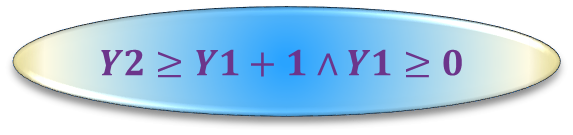 Y2 ≥ Y1 + 1 ∧ Y1 ≥ 0